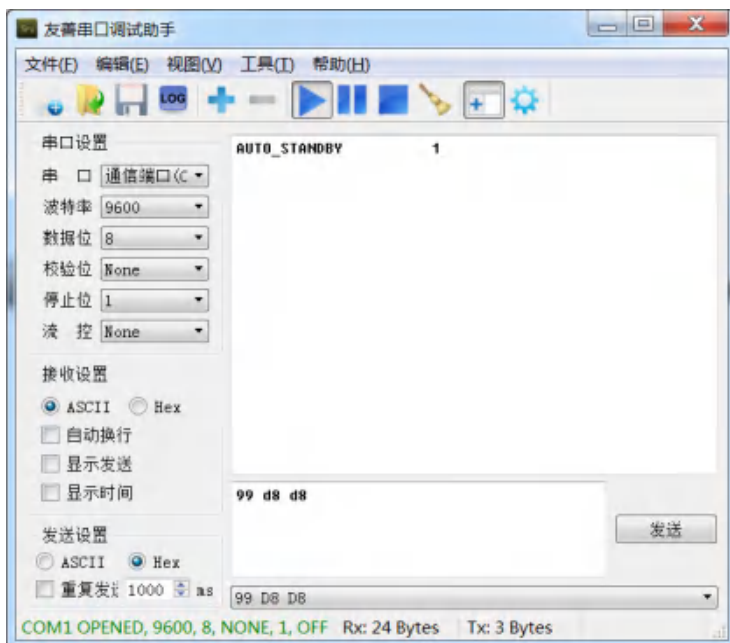 友善串口调试助手
文件(F) 编辑(E) 视图(V) 工具(T) 帮助(H)
LOG
串口设置
串 口 通信端口(C
波特率 9600
数据位 8
校验位 None
停止位 1
流 控 None
接收设置
ASCII Hex
自动换行
显示发送
显示时间
发送设置
ASCII Hex
重复发 1000 ms
AUTO_STANDBY 1
99 d8 d8
发送
99 D8 D8
COM1 OPENED, 9600, 8, NONE, 1, OFF Rx: 24 Bytes Tx: 3 Bytes